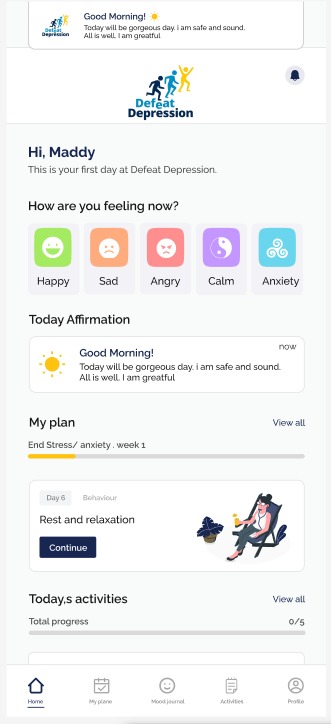 Good Morning!
Today will be gorgeous day. i am safe and sound.
All is well. I am greatful
Defeat
Depression
Defeat
Depression
Hi, Maddy
This is your first day at Defeat Depression.
How are you feeling now?
Happy Sad Angry Calm Anxiety
Today Affirmation
now
Good Morning!
Today will be gorgeous day. i am safe and sound.
All is well. I am greatful
My plan View all
End Stress/ anxiety . week 1
Day 6 Behaviour
Rest and relaxation
Continue
Today,s activities View all
Total progress 0/5
Home My plane Mood journal Activities Profile